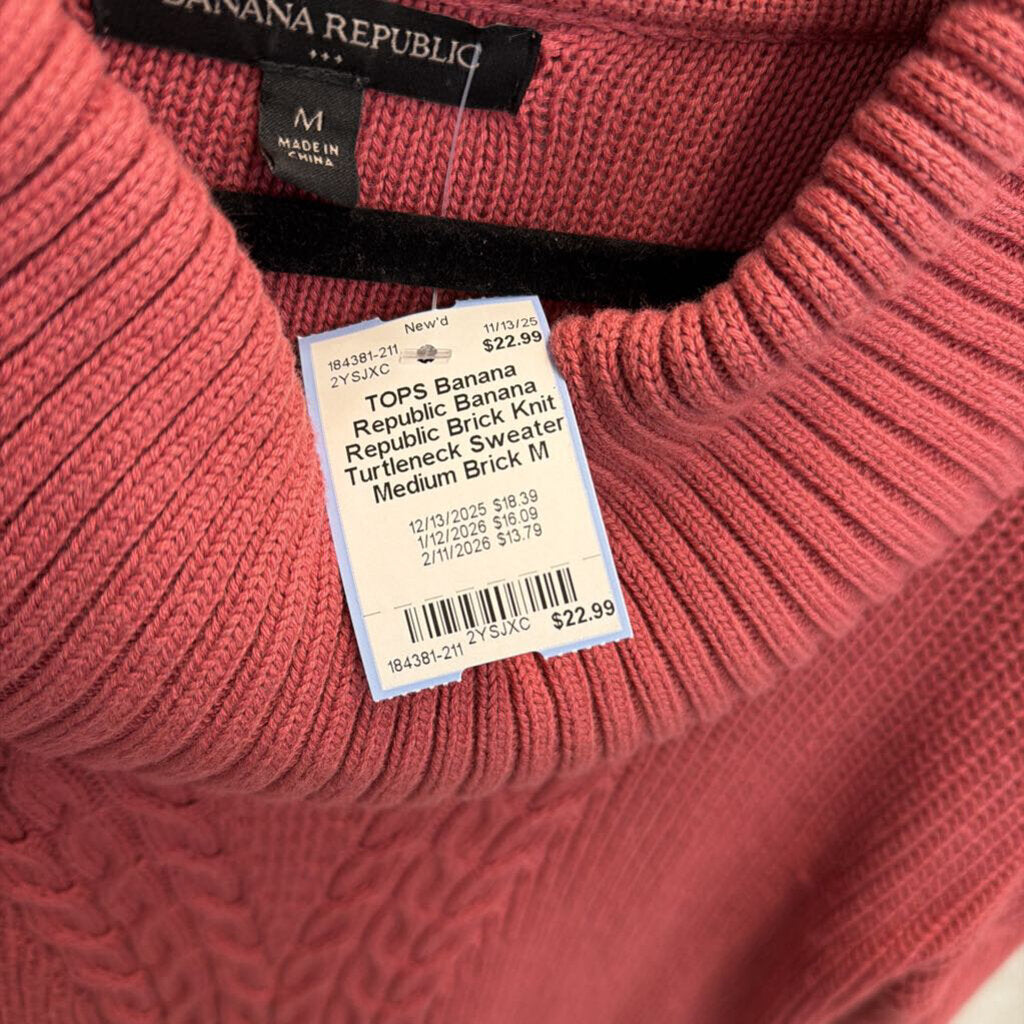 BANANA REPUBLIC
M
MADE IN
CHINA
New'd
184381-211
11/13/25
2YSJXC
$22.99
TOPS Banana
Republic Banana
Republic Brick Knit
Turtleneck Sweater
Medium Brick M
12/13/2025 $18.39
1/12/2026 $16.09
2/11/2026 $13.79
184381-211
2YSJXC
$22.99